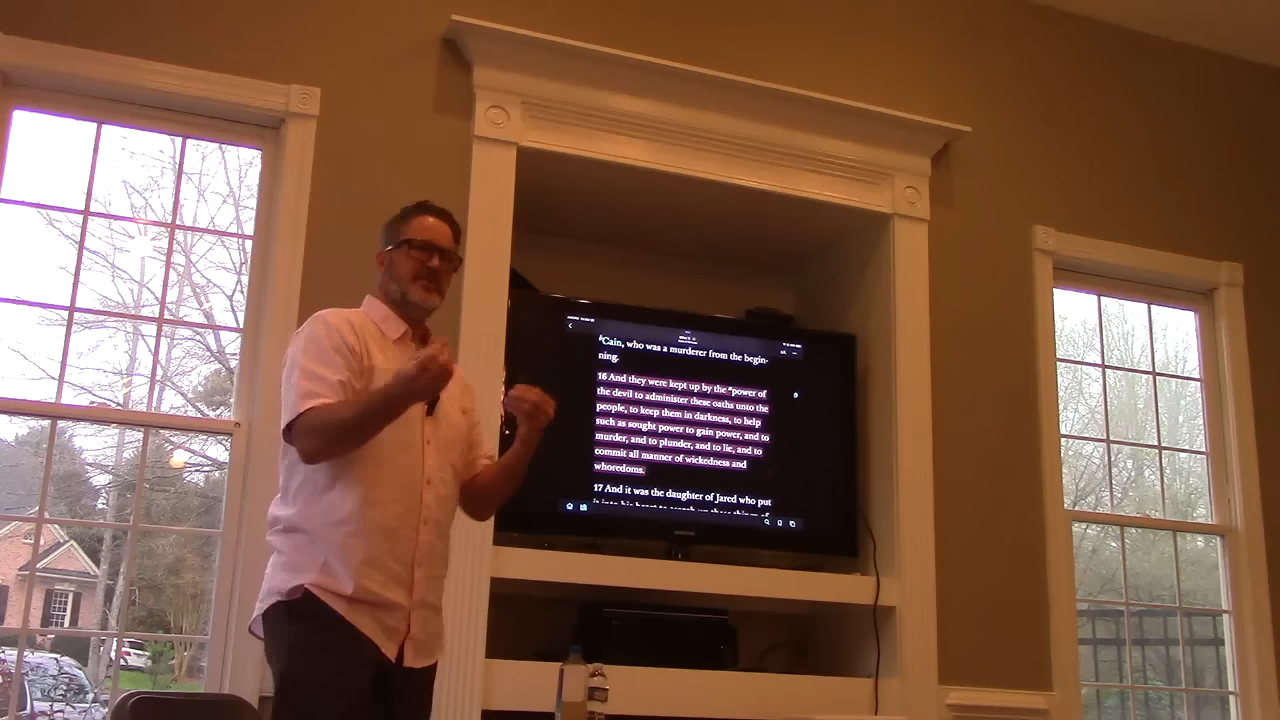 Cain, who was a murderer from the begin-
ning.
16 And they were kept up by the "power of
the devil to administer these oaths unto the
people, to keep them in darkness, to help
such as sought power to gain power, and to
murder, and to plunder, and to lie, and to
commit all manner of wickedness and
whoredoms.
17 And it was the daughter of Jared who put
SAMSUNG